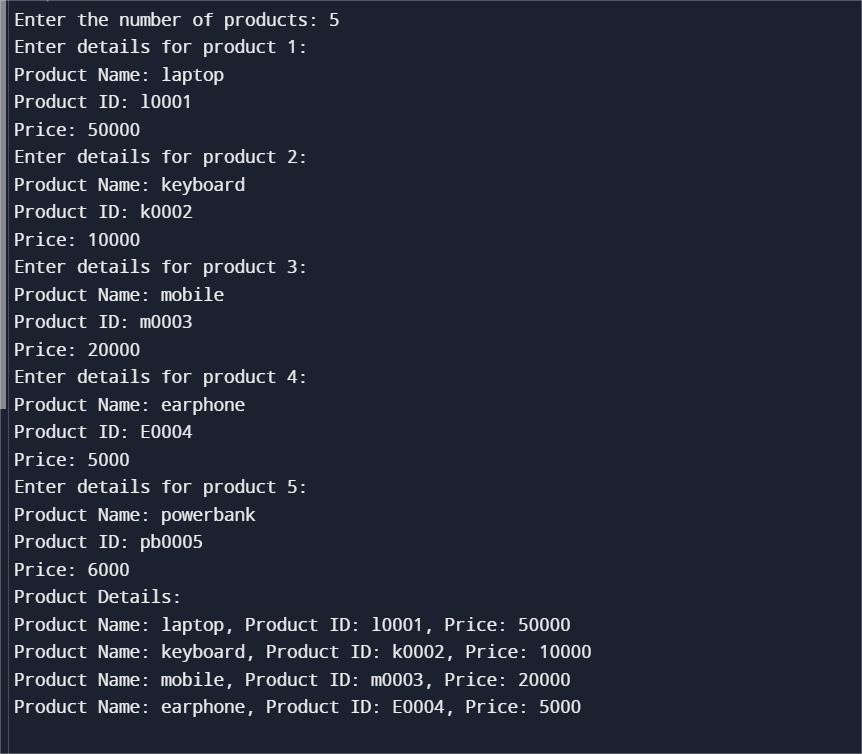 Enter the number of products: 5
Enter details for product 1:
Product Name: laptop
Product ID: l0001
Price: 50000
Enter details for product 2:
Product Name: keyboard
Product ID: k0002
Price: 10000
Enter details for product 3:
Product Name: mobile
Product ID: m0003
Price: 20000
Enter details for product 4:
Product Name: earphone
Product ID: E0004
Price: 5000
Enter details for product 5:
Product Name: powerbank
Product ID: pb0005
Price: 6000
Product Details:
Product Name: laptop, Product ID: l0001, Price: 50000
Product Name: keyboard, Product ID: k0002, Price: 10000
Product Name: mobile, Product ID: m0003, Price: 20000
Product Name: earphone, Product ID: E0004, Price: 5000